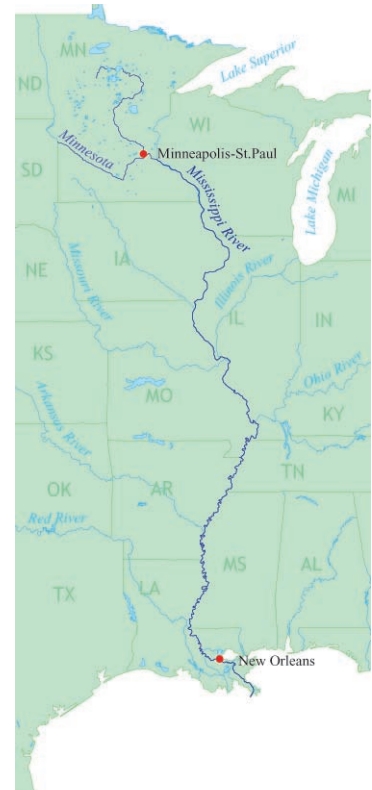 MN
Lake Superior
ND
WI
Minnesota
Minneapolis-St.Paul
SD
Mississippi River
Lake Michigan
MI
NE
Missouri River
IA
Illinois River
IL
IN
KS
Ohio River
MO
KY
Arkansas River
TN
OK
AR
Red River
MS
AL
TX
LA
New Orleans